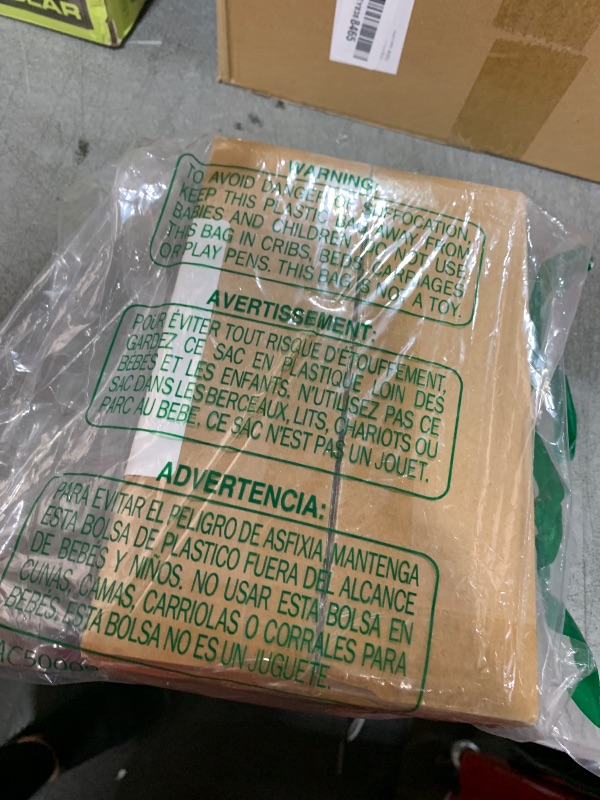 LAR
8465
WARNING:
TO AVOID DANGER OF SUFFOCATION,
KEEP THIS PLASTIC BAG AWAY FROM
BABIES AND CHILDREN. DO NOT USE
THIS BAG IN CRIBS, BEDS, CARRIAGES
OR PLAY PENS. THIS BAG IS NOT A TOY.
AVERTISSEMENT:
POUR ÉVITER TOUT RISQUE D'ÉTOUFFEMENT,
GARDEZ CE SAC EN PLASTIQUE LOIN DES
BEBES ET LES ENFANTS, N'UTILISEZ PAS CE
SAC DANS LES BERCEAUX, LITS, CHARIOTS OU
PARC AU BEBE. CE SAC N'EST PAS UN JOUET.
ADVERTENCIA:
PARA EVITAR EL PELIGRO DE ASFIXIA, MANTENGA
ESTA BOLSA DE PLASTICO FUERA DEL ALCANCE
DE BEBES Y NIÑOS. NO USAR ESTA BOLSA EN
CUNAS, CAMAS, CARRIOLAS O CORRALES PARA
BEBÉS. ESTA BOLSA NO ES UN JUGUETE.